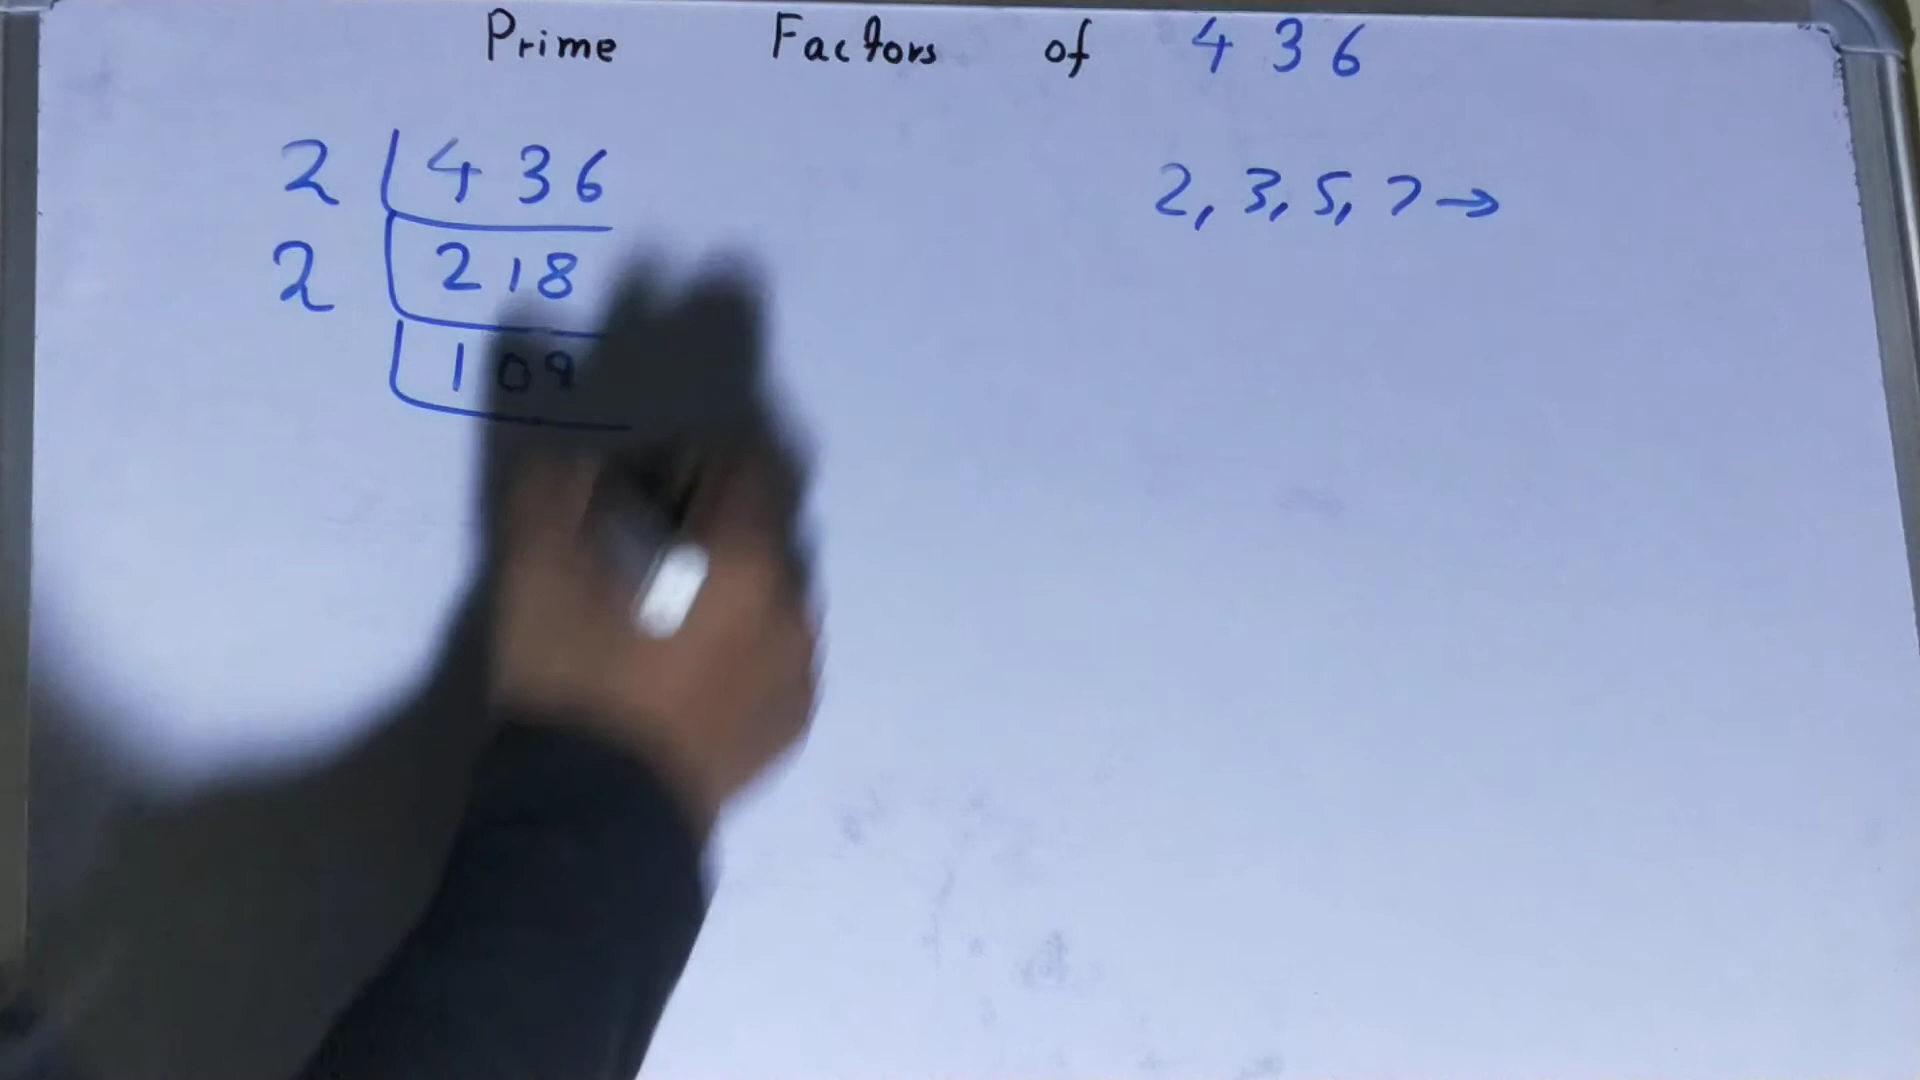 Prime Factors of 436
2 436
2 218
109
2, 3, 5, 7 →